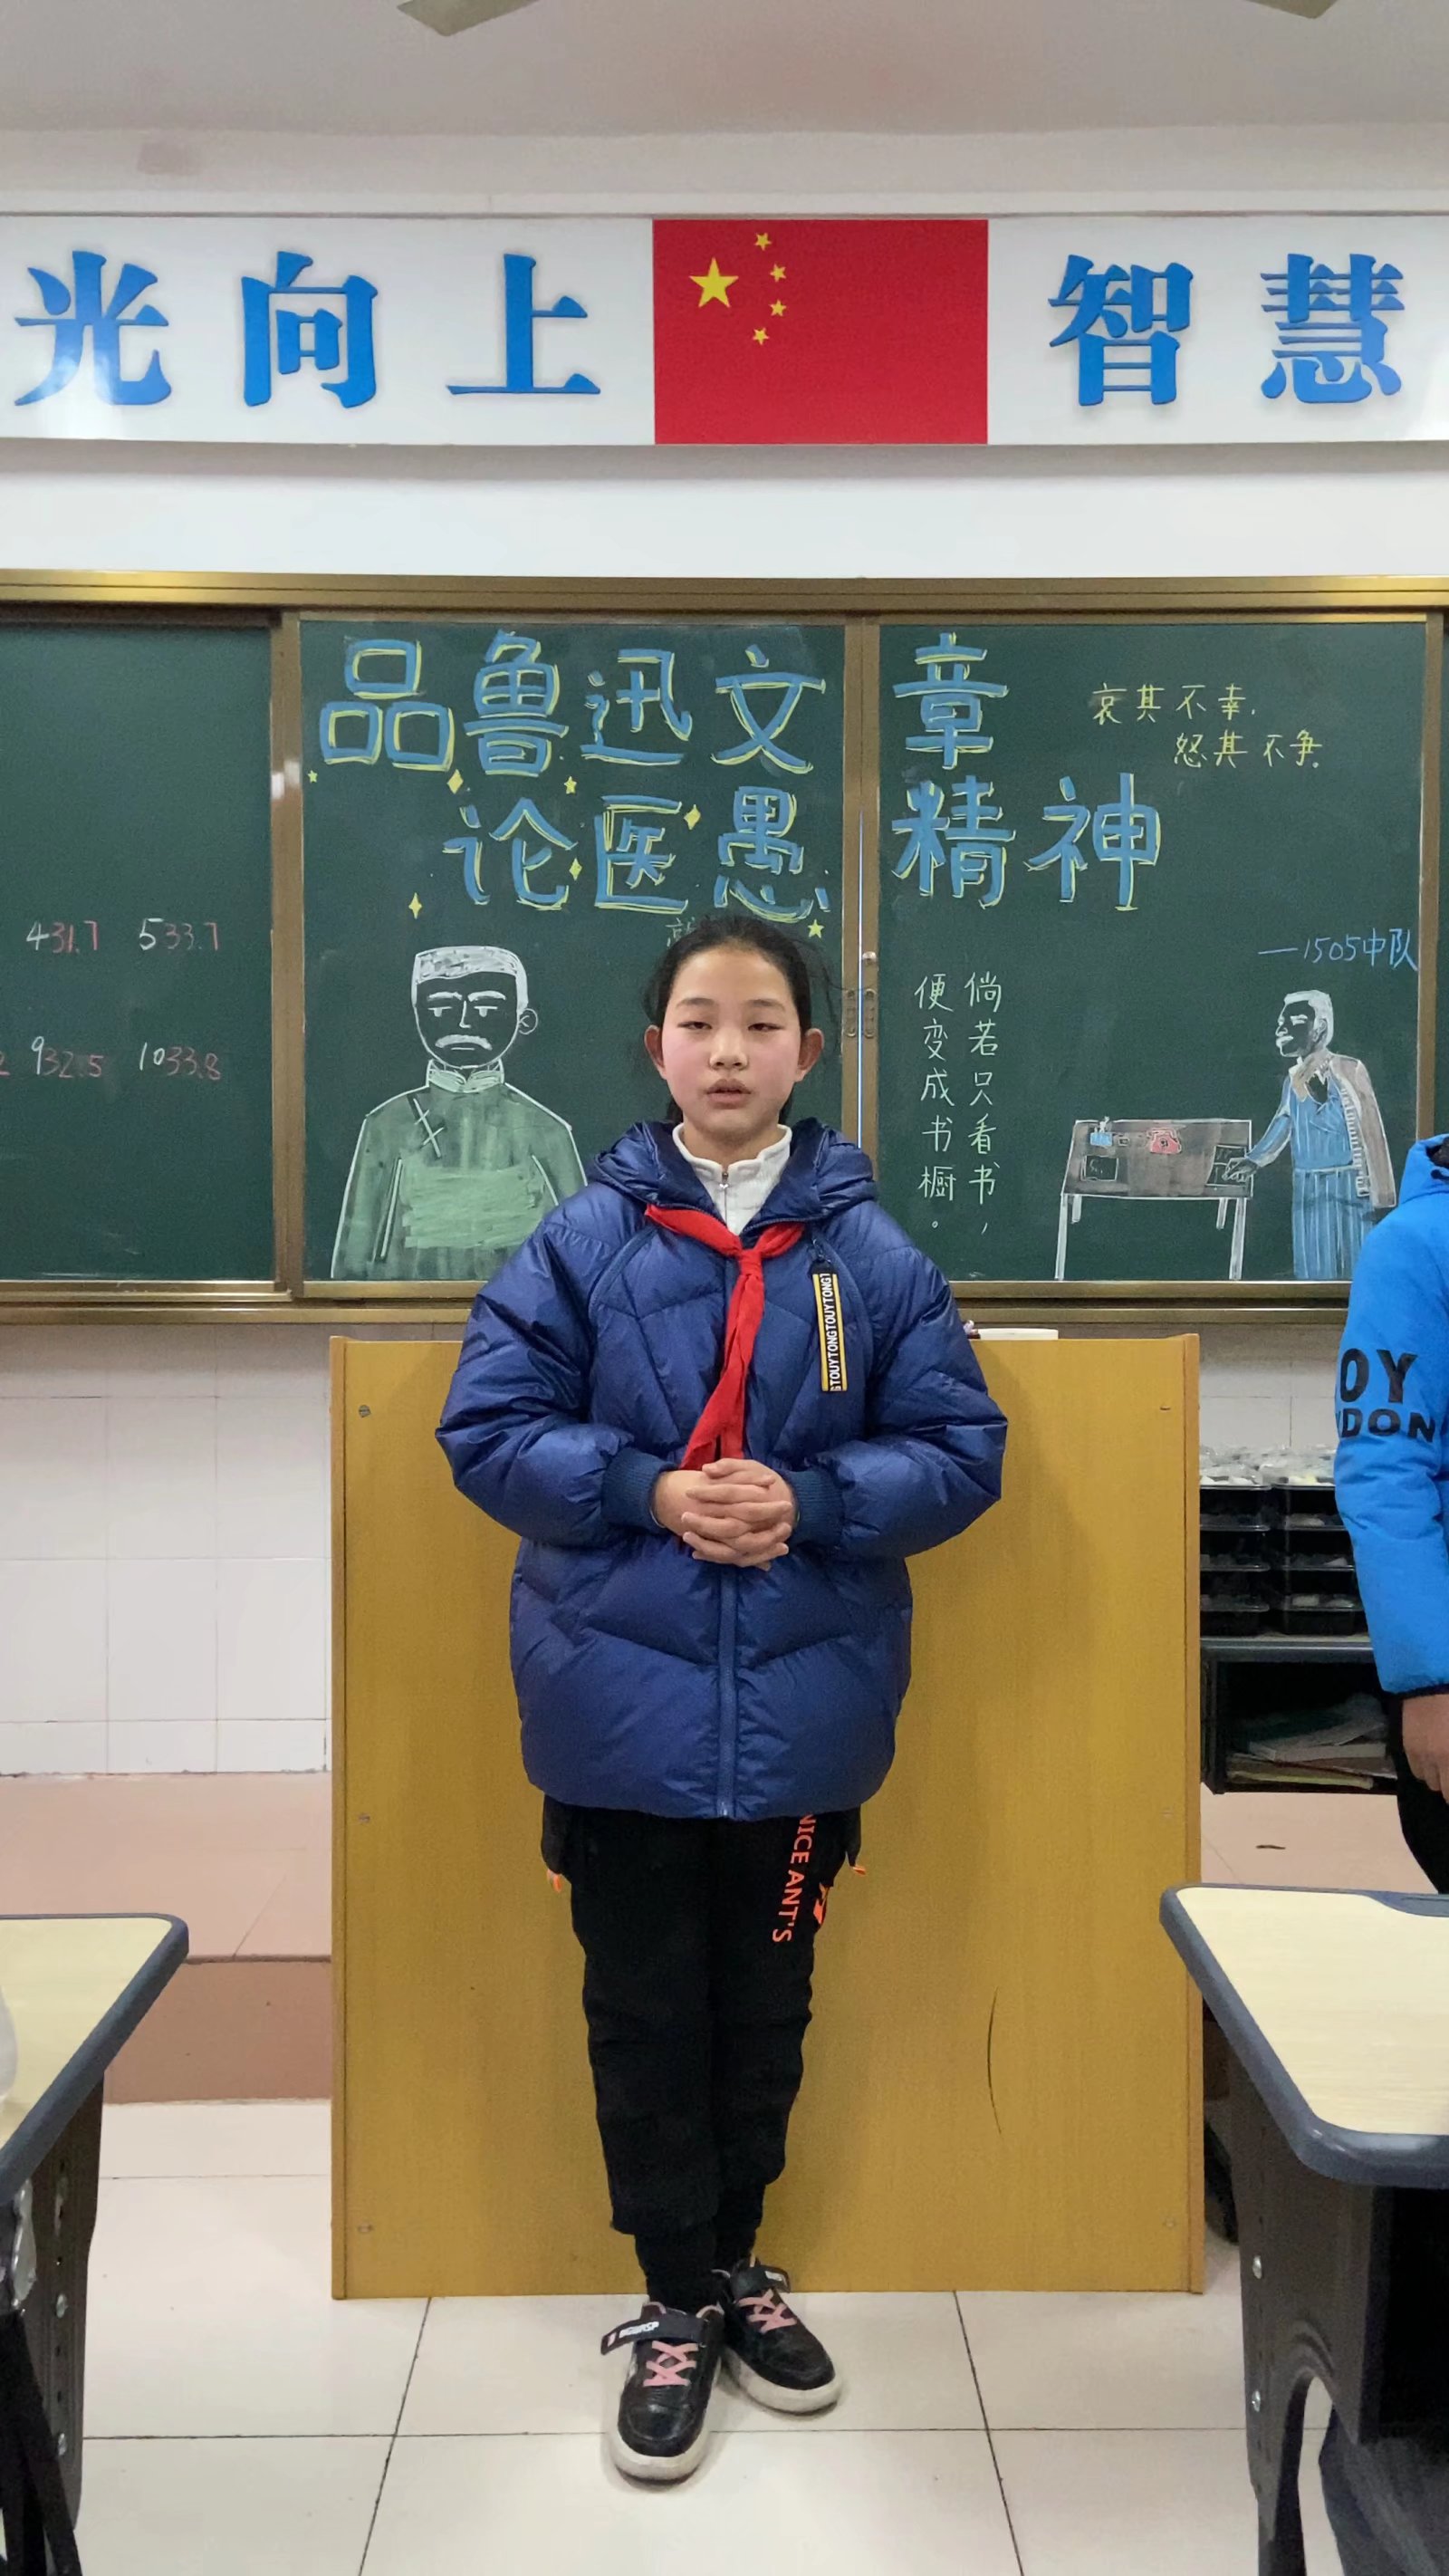 光向上 智慧
品鲁迅文章
论医愚精神
哀其不幸,
怒其不争.
—1505中队
倘若只看书,
便变成书橱。
431.7 533.7
932.5 1033.8
TOUYTONGTOUYTONGT
OY
DON
NICE ANT'S